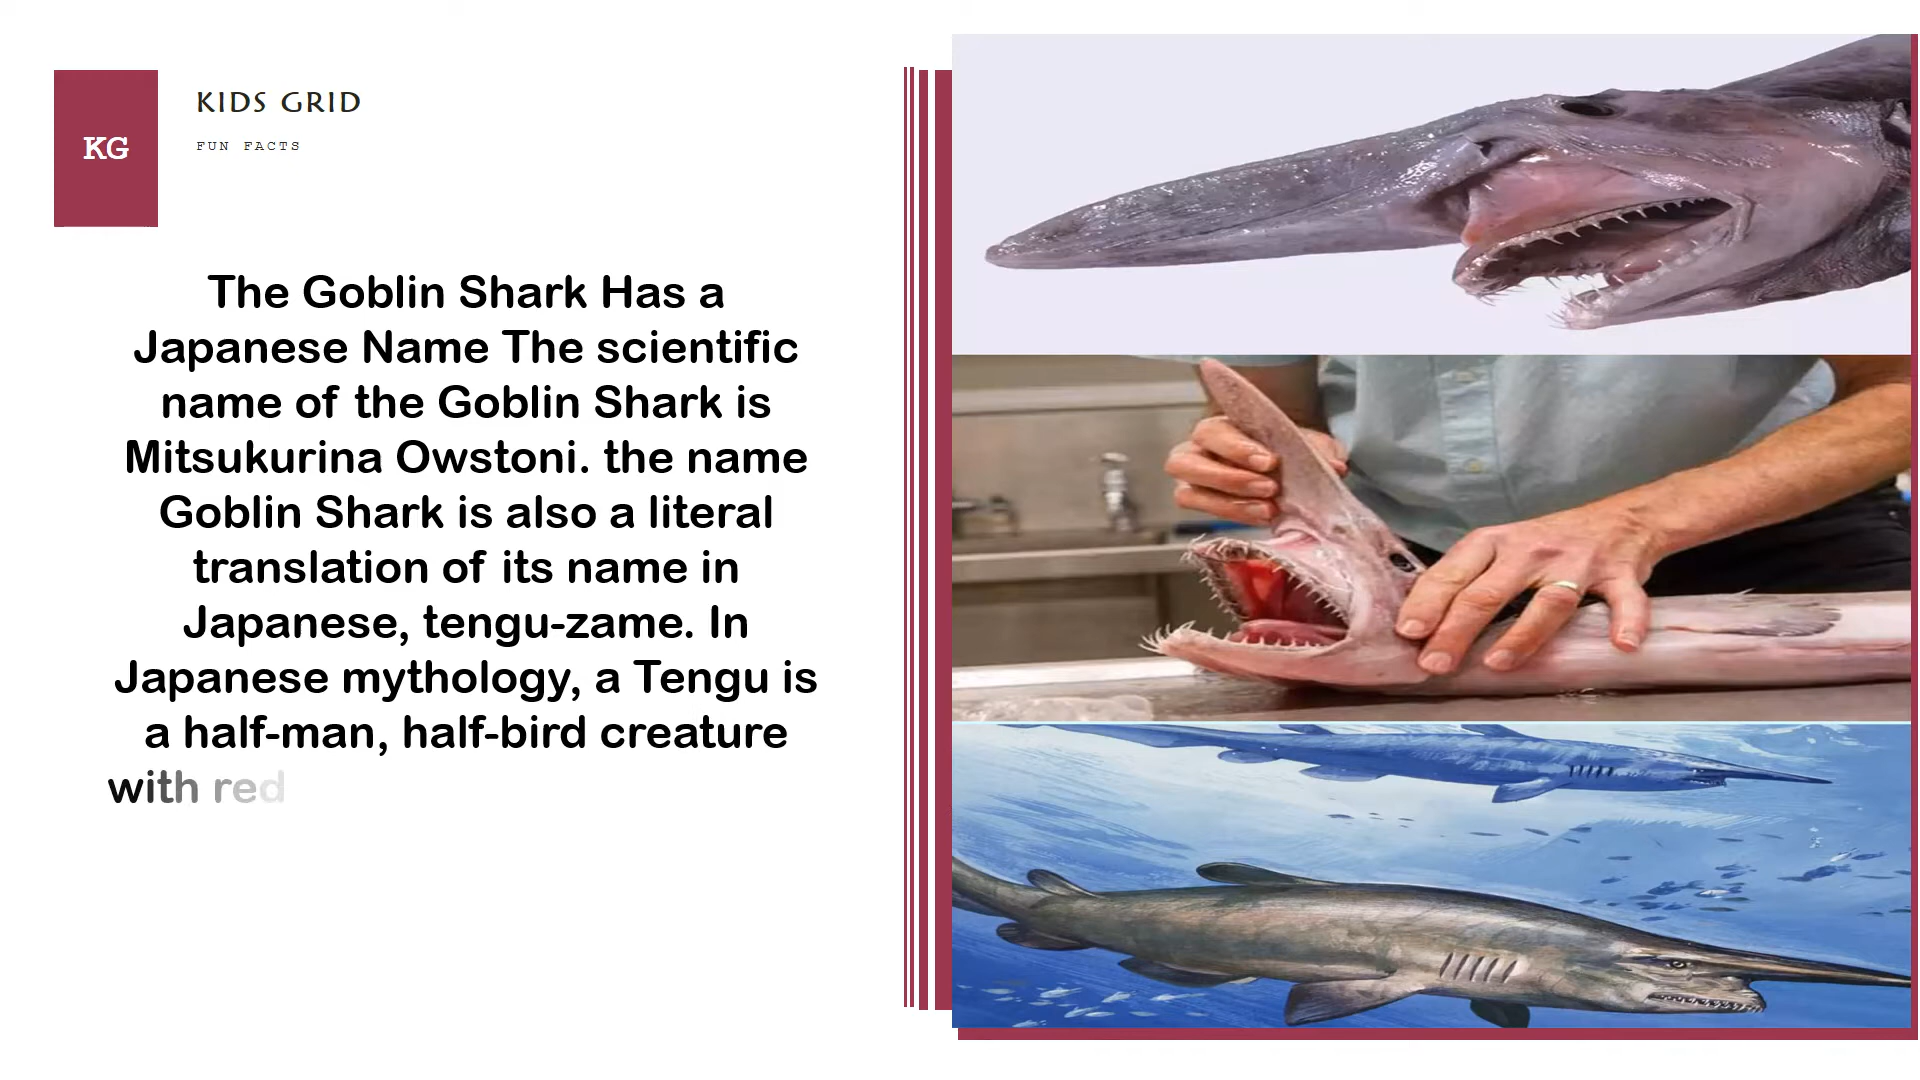 KG
KIDS GRID
FUN FACTS
The Goblin Shark Has a
Japanese Name The scientific
name of the Goblin Shark is
Mitsukurina Owstoni. the name
Goblin Shark is also a literal
translation of its name in
Japanese, tengu-zame. In
Japanese mythology, a Tengu is
a half-man, half-bird creature
with red